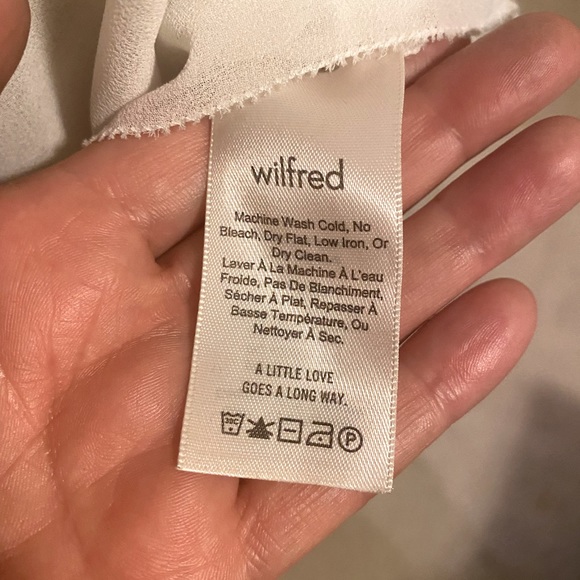 wilfred
Machine Wash Cold, No
Bleach, Dry Flat, Low Iron, Or
Dry Clean.
Laver À La Machine À L'eau
Froide, Pas De Blanchiment,
Sécher À Plat, Repasser À
Basse Température, Ou
Nettoyer À Sec.
A LITTLE LOVE
GOES A LONG WAY.
30C P